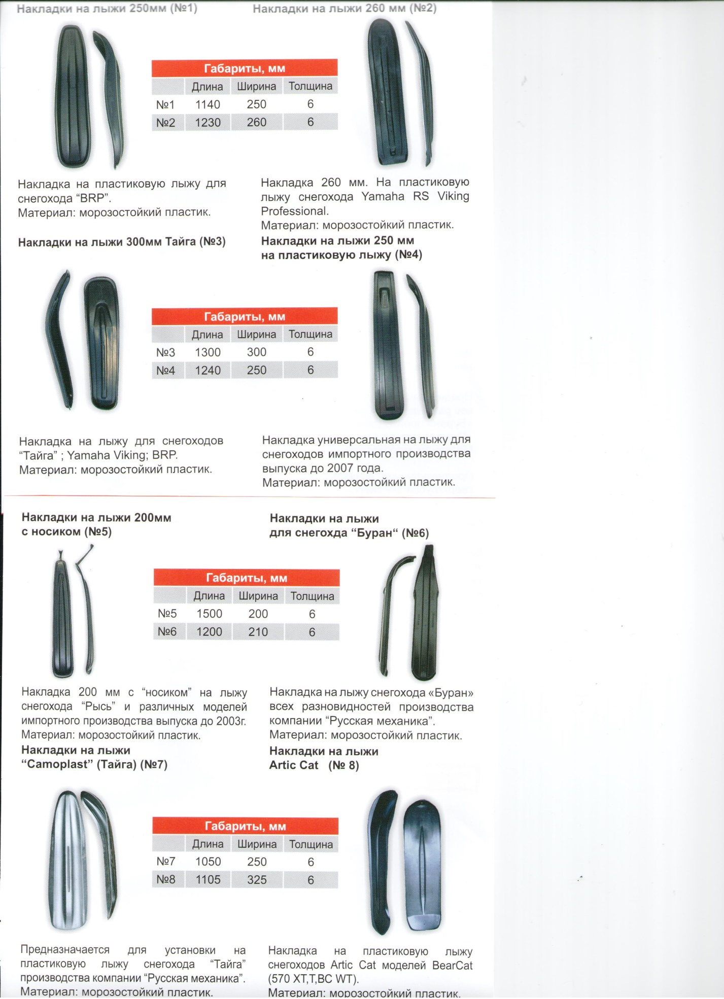 Накладки на лыжи 250мм (№1)
Накладки на лыжи 260 мм (№2)
Габариты, мм
Длина Ширина Толщина
№1 1140 250 6
№2 1230 260 6
Накладка на пластиковую лыжу для
снегохода “BRP”.
Материал: морозостойкий пластик.
Накладка 260 мм. На пластиковую
лыжу снегохода Yamaha RS Viking
Professional.
Материал: морозостойкий пластик.
Накладки на лыжи 300мм Тайга (№3)
Накладки на лыжи 250 мм
на пластиковую лыжу (№4)
Габариты, мм
Длина Ширина Толщина
№3 1300 300 6
№4 1240 250 6
Накладка на лыжу для снегоходов
“Тайга” ; Yamaha Viking; BRP.
Материал: морозостойкий пластик.
Накладка универсальная на лыжу для
снегоходов импортного производства
выпуска до 2007 года.
Материал: морозостойкий пластик.
Накладки на лыжи 200мм
с носиком (№5)
Накладки на лыжи
для снегохда “Буран“ (№6)
Габариты, мм
Длина Ширина Толщина
№5 1500 200 6
№6 1200 210 6
Накладка 200 мм с “носиком” на лыжу
снегохода “Рысь” и различных моделей
импортного производства выпуска до 2003г.
Материал: морозостойкий пластик.
Накладка на лыжу снегохода «Буран»
всех разновидностей производства
компании “Русская механика”.
Материал: морозостойкий пластик.
Накладки на лыжи
“Camoplast” (Тайга) (№7)
Накладки на лыжи
Artic Cat (№ 8)
Габариты, мм
Длина Ширина Толщина
№7 1050 250 6
№8 1105 325 6
Предназначается для установки на
пластиковую лыжу снегохода “Тайга”
производства компании “Русская механика”.
Материал: морозостойкий пластик.
Накладка на пластиковую лыжу
снегоходов Artic Cat моделей BearCat
(570 XT,T,BC WT).
Материал: морозостойкий пластик.